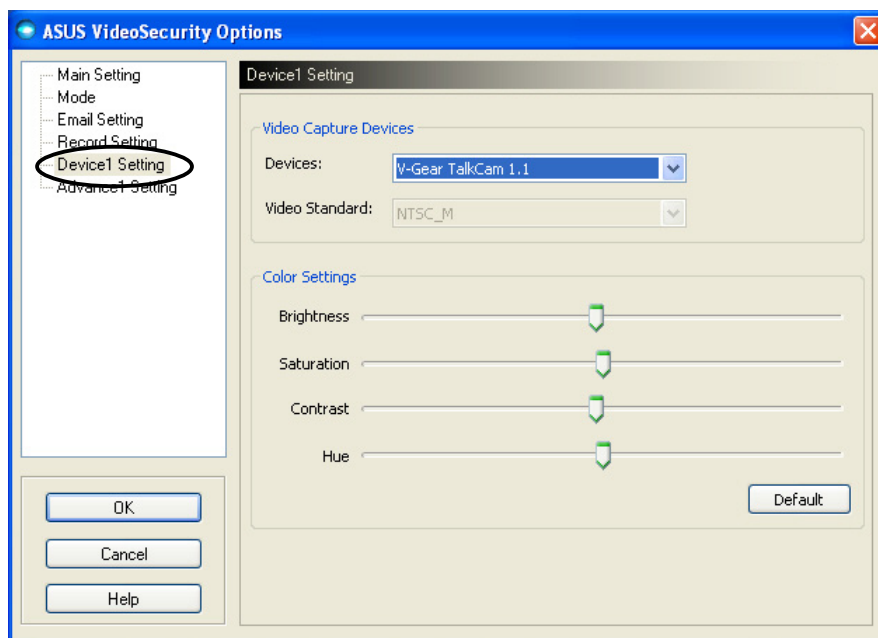 ASUS VideoSecurity Options
Main Setting
Mode
Email Setting
Record Setting
Device1 Setting
Advance1 Setting
OK
Cancel
Help
Device1 Setting
Video Capture Devices
Devices:
V-Gear TalkCam 1.1
Video Standard:
NTSC_M
Color Settings
Brightness
Saturation
Contrast
Hue
Default